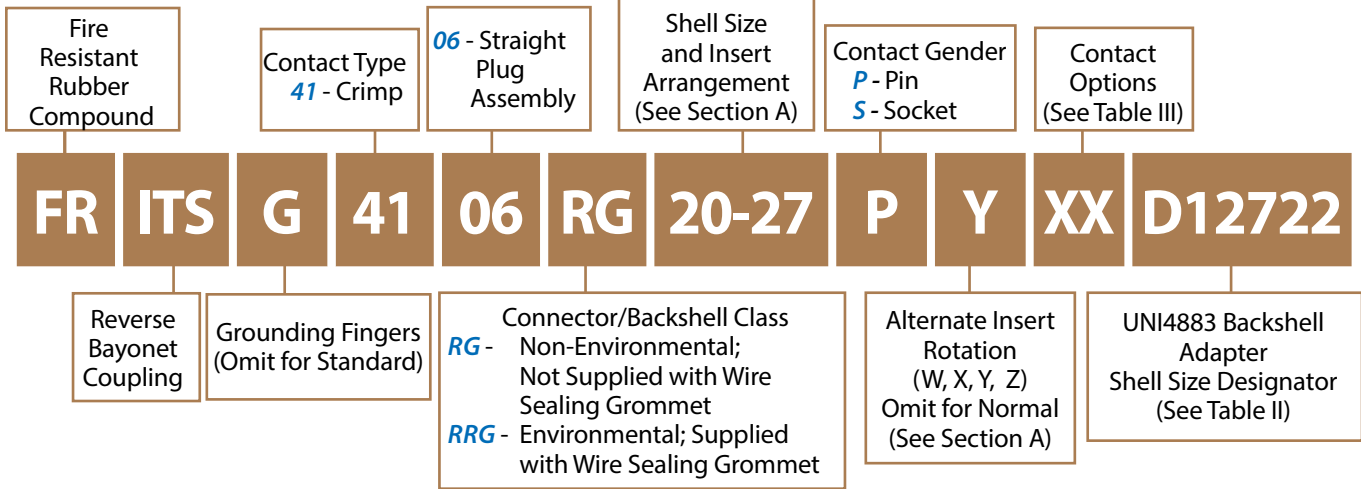 Fire
Resistant
Rubber
Compound
Contact Type
41 - Crimp
06 - Straight
Plug
Assembly
Shell Size
and Insert
Arrangement
(See Section A)
Contact Gender
P - Pin
S - Socket
Contact
Options
(See Table III)
FR ITS G 41 06 RG 20-27 P Y XX D12722
Reverse
Bayonet
Coupling
Grounding Fingers
(Omit for Standard)
Connector/Backshell Class
RG - Non-Environmental;
Not Supplied with Wire
Sealing Grommet
RRG - Environmental; Supplied
with Wire Sealing Grommet
Alternate Insert
Rotation
(W, X, Y, Z)
Omit for Normal
(See Section A)
UNI4883 Backshell
Adapter
Shell Size Designator
(See Table II)